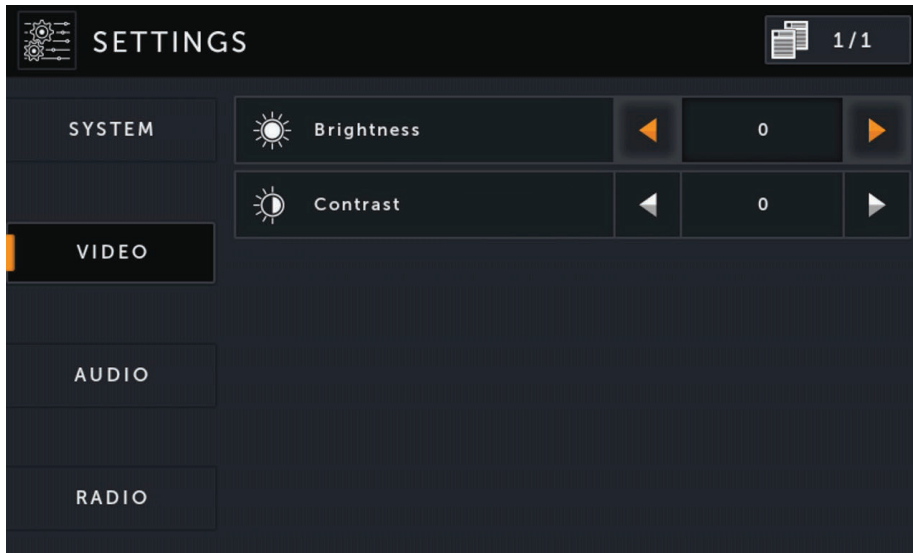 SETTINGS
1/1
SYSTEM
Brightness
0
Contrast
0
VIDEO
AUDIO
RADIO